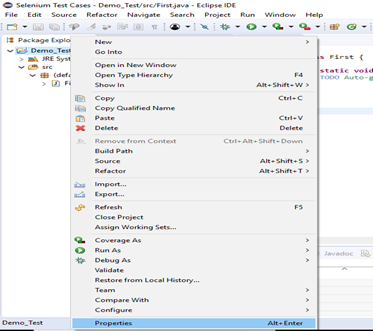 Selenium Test Cases - Demo_Test/src/First.java - Eclipse IDE
File Edit Source Refactor Navigate Search Project Run Window Help
Package Explo
Demo_Test
JRE Syst
src
(defa
Fi
New >
Go Into
Open in New Window
Open Type Hierarchy F4
Show In Alt+Shift+W >
Copy Ctrl+C
Copy Qualified Name
Paste Ctrl+V
Delete Delete
Remove from Context Ctrl+Alt+Shift+Down
Build Path >
Source Alt+Shift+S >
Refactor Alt+Shift+T >
Import...
Export...
Refresh F5
Close Project
Assign Working Sets...
Coverage As >
Run As >
Debug As >
Validate
Restore from Local History...
Team >
Compare With >
Configure >
Properties Alt+Enter
ss First {
static void
TODO Auto-g
Javadoc
Demo_Test